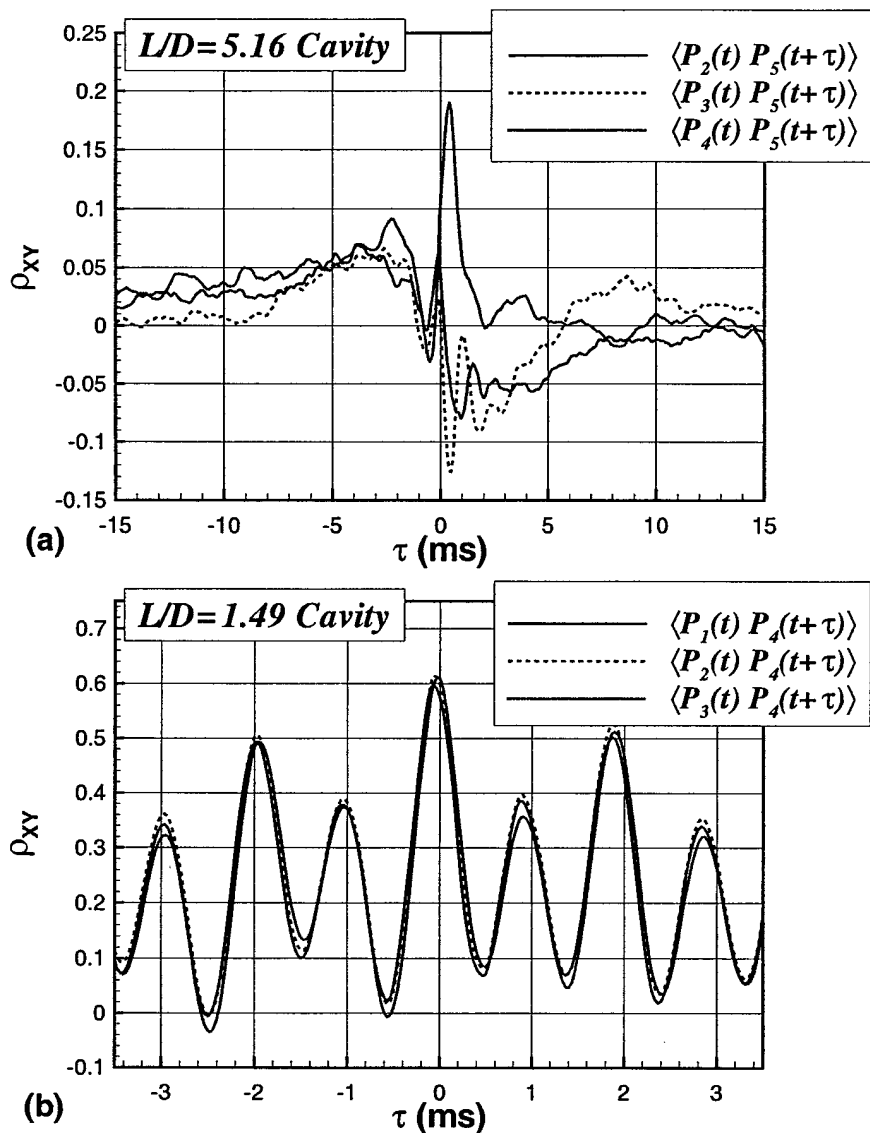 L/D= 5.16 Cavity
⟨P₂(t) P₅(t+ τ)⟩
⟨P₃(t) P₅(t+ τ)⟩
⟨P₄(t) P₅(t+ τ)⟩
0.25
0.2
0.15
0.1
0.05
0
-0.05
-0.1
-0.15
ρXY
-15
-10
-5
0
5
10
15
τ (ms)
(a)
L/D= 1.49 Cavity
⟨P₁(t) P₄(t+ τ)⟩
⟨P₂(t) P₄(t+ τ)⟩
⟨P₃(t) P₄(t+ τ)⟩
0.7
0.6
0.5
0.4
0.3
0.2
0.1
0
-0.1
ρXY
-3
-2
-1
0
1
2
3
τ (ms)
(b)